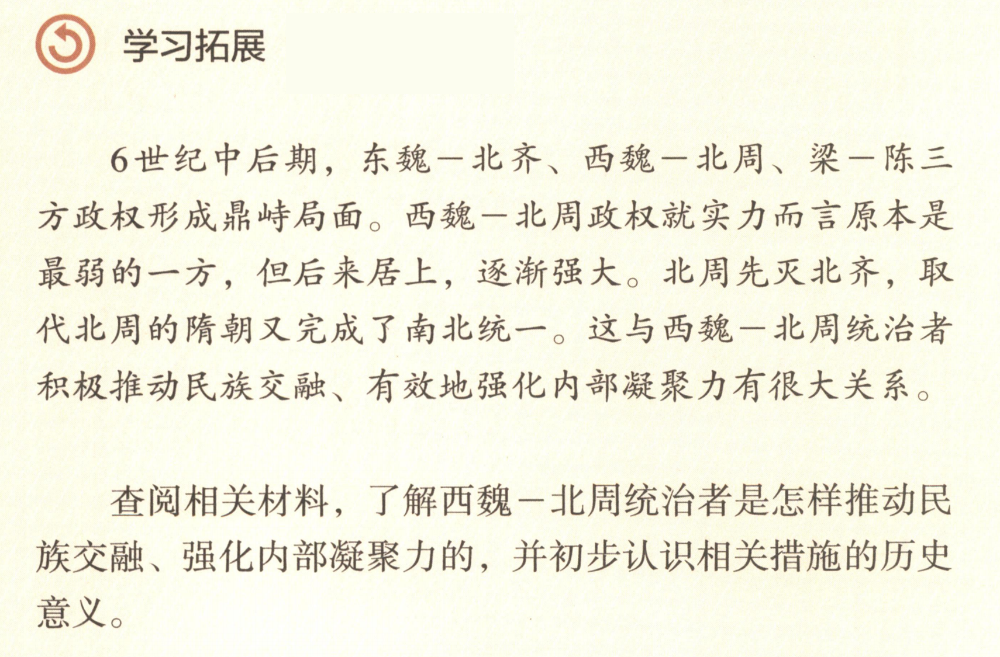 学习拓展
6世纪中后期，东魏－北齐、西魏－北周、梁－陈三
方政权形成鼎峙局面。西魏－北周政权就实力而言原本是
最弱的一方，但后来居上，逐渐强大。北周先灭北齐，取
代北周的隋朝又完成了南北统一。这与西魏－北周统治者
积极推动民族交融、有效地强化内部凝聚力有很大关系。
查阅相关材料，了解西魏－北周统治者是怎样推动民
族交融、强化内部凝聚力的，并初步认识相关措施的历史
意义。